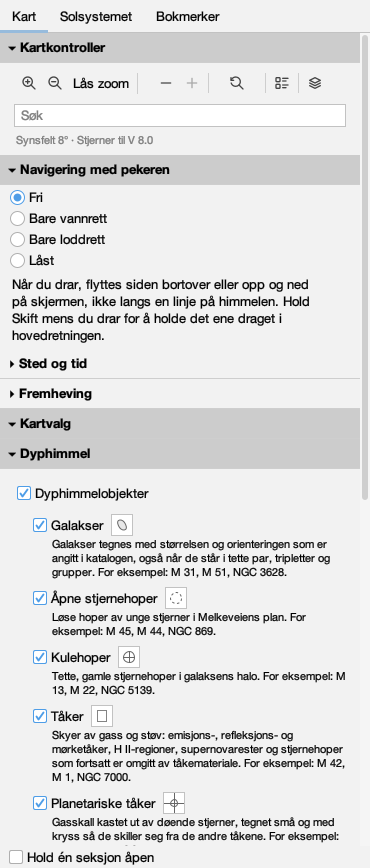 Kart Solsystemet Bokmerker
Kartkontroller
Lås zoom
Søk
Synsfelt 8° · Stjerner til V 8.0
Navigering med pekeren
Fri
Bare vannrett
Bare loddrett
Låst
Når du drar, flyttes siden bortover eller opp og ned
på skjermen, ikke langs en linje på himmelen. Hold
Skift mens du drar for å holde det ene draget i
hovedretningen.
Sted og tid
Fremheving
Kartvalg
Dyphimmel
Dyphimmelobjekter
Galakser
Galakser tegnes med størrelsen og orienteringen som er
angitt i katalogen, også når de står i tette par, tripletter og
grupper. For eksempel: M 31, M 51, NGC 3628.
Åpne stjernehoper
Løse hoper av unge stjerner i Melkeveiens plan. For
eksempel: M 45, M 44, NGC 869.
Kulehoper
Tette, gamle stjernehoper i galaksens halo. For eksempel: M
13, M 22, NGC 5139.
Tåker
Skyer av gass og støv: emisjons-, refleksjons- og
mørketåker, H II-regioner, supernovarester og stjernehoper
som fortsatt er omgitt av tåkemateriale. For eksempel: M 42,
M 1, NGC 7000.
Planetariske tåker
Gasskall kastet ut av døende stjerner, tegnet små og med
kryss så de skiller seg fra de andre tåkene. For eksempel:
Hold én seksjon åpen